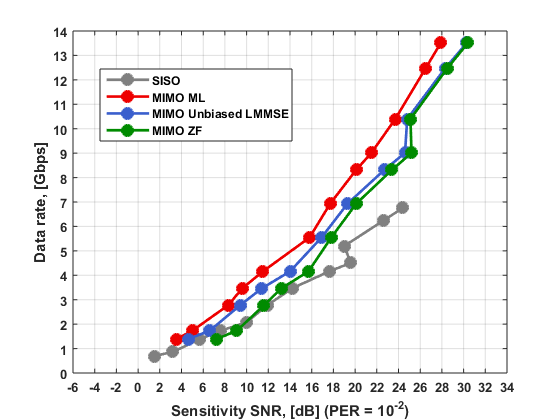 14
13
12
11
10
9
8
7
6
5
4
3
2
1
0
Data rate, [Gbps]
SISO
MIMO ML
MIMO Unbiased LMMSE
MIMO ZF
-6 -4 -2 0 2 4 6 8 10 12 14 16 18 20 22 24 26 28 30 32 34
Sensitivity SNR, [dB] (PER = 10⁻²)